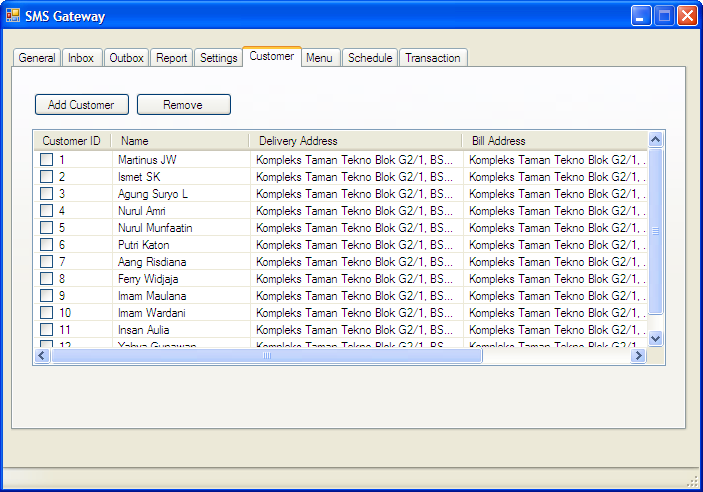 SMS Gateway
General Inbox Outbox Report Settings Customer Menu Schedule Transaction
Add Customer Remove
Customer ID Name Delivery Address Bill Address
1 Martinus JW Kompleks Taman Tekno Blok G2/1, BS... Kompleks Taman Tekno Blok G2/1, ..
2 Ismet SK Kompleks Taman Tekno Blok G2/1, BS... Kompleks Taman Tekno Blok G2/1, ..
3 Agung Suryo L Kompleks Taman Tekno Blok G2/1, BS... Kompleks Taman Tekno Blok G2/1, ..
4 Nurul Amri Kompleks Taman Tekno Blok G2/1, BS... Kompleks Taman Tekno Blok G2/1, ..
5 Nurul Munfaatin Kompleks Taman Tekno Blok G2/1, BS... Kompleks Taman Tekno Blok G2/1, ..
6 Putri Katon Kompleks Taman Tekno Blok G2/1, BS... Kompleks Taman Tekno Blok G2/1, ..
7 Aang Risdiana Kompleks Taman Tekno Blok G2/1, BS... Kompleks Taman Tekno Blok G2/1, ..
8 Ferry Widjaja Kompleks Taman Tekno Blok G2/1, BS... Kompleks Taman Tekno Blok G2/1, ..
9 Imam Maulana Kompleks Taman Tekno Blok G2/1, BS... Kompleks Taman Tekno Blok G2/1, ..
10 Imam Wardani Kompleks Taman Tekno Blok G2/1, BS... Kompleks Taman Tekno Blok G2/1, ..
11 Insan Aulia Kompleks Taman Tekno Blok G2/1, BS... Kompleks Taman Tekno Blok G2/1, ..
12 Yahya Gunawan Kompleks Taman Tekno Blok G2/1, BS... Kompleks Taman Tekno Blok G2/1, ..